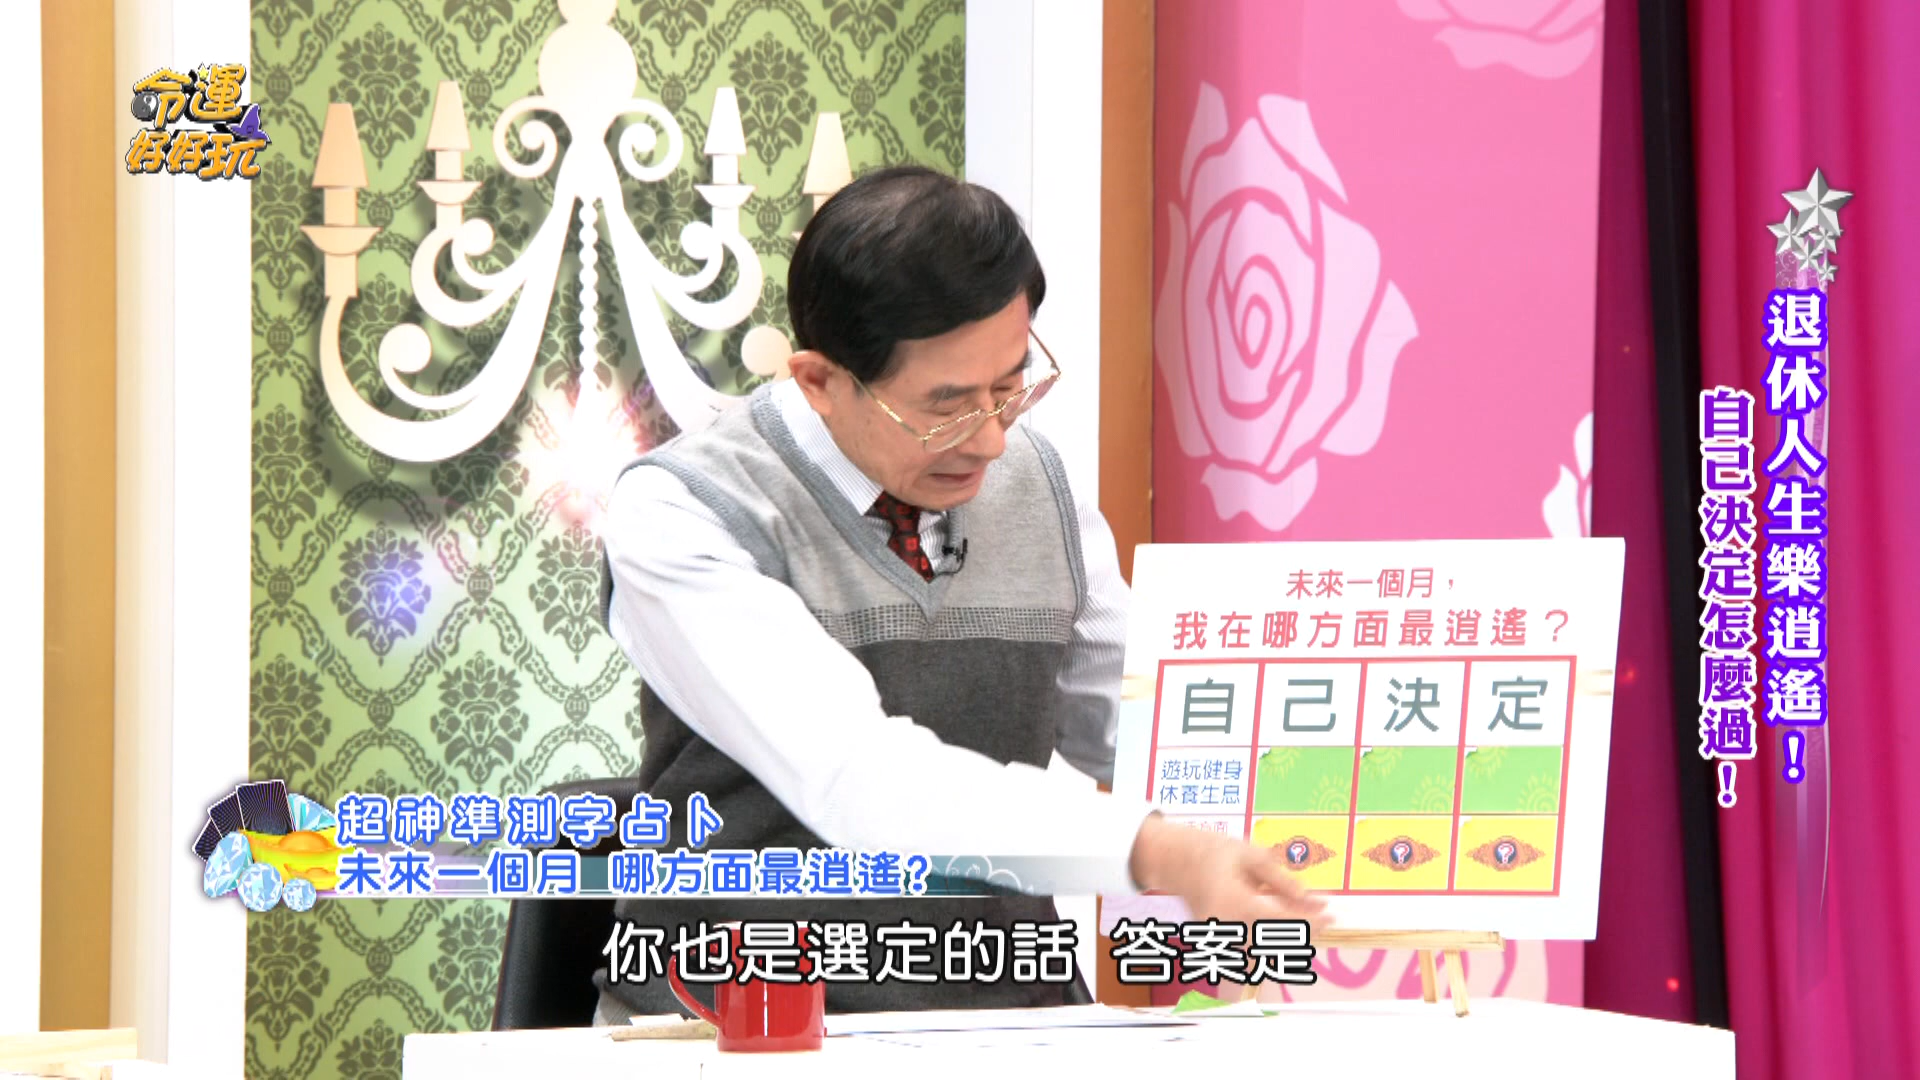 命運
好好玩
退休人生樂逍遙！
自己決定怎麼過！
未來一個月，
我在哪方面最逍遙？
自 己 決 定
遊玩健身
休養生息
超神準測字占卜
未來一個月 哪方面最逍遙?
你也是選定的話 答案是